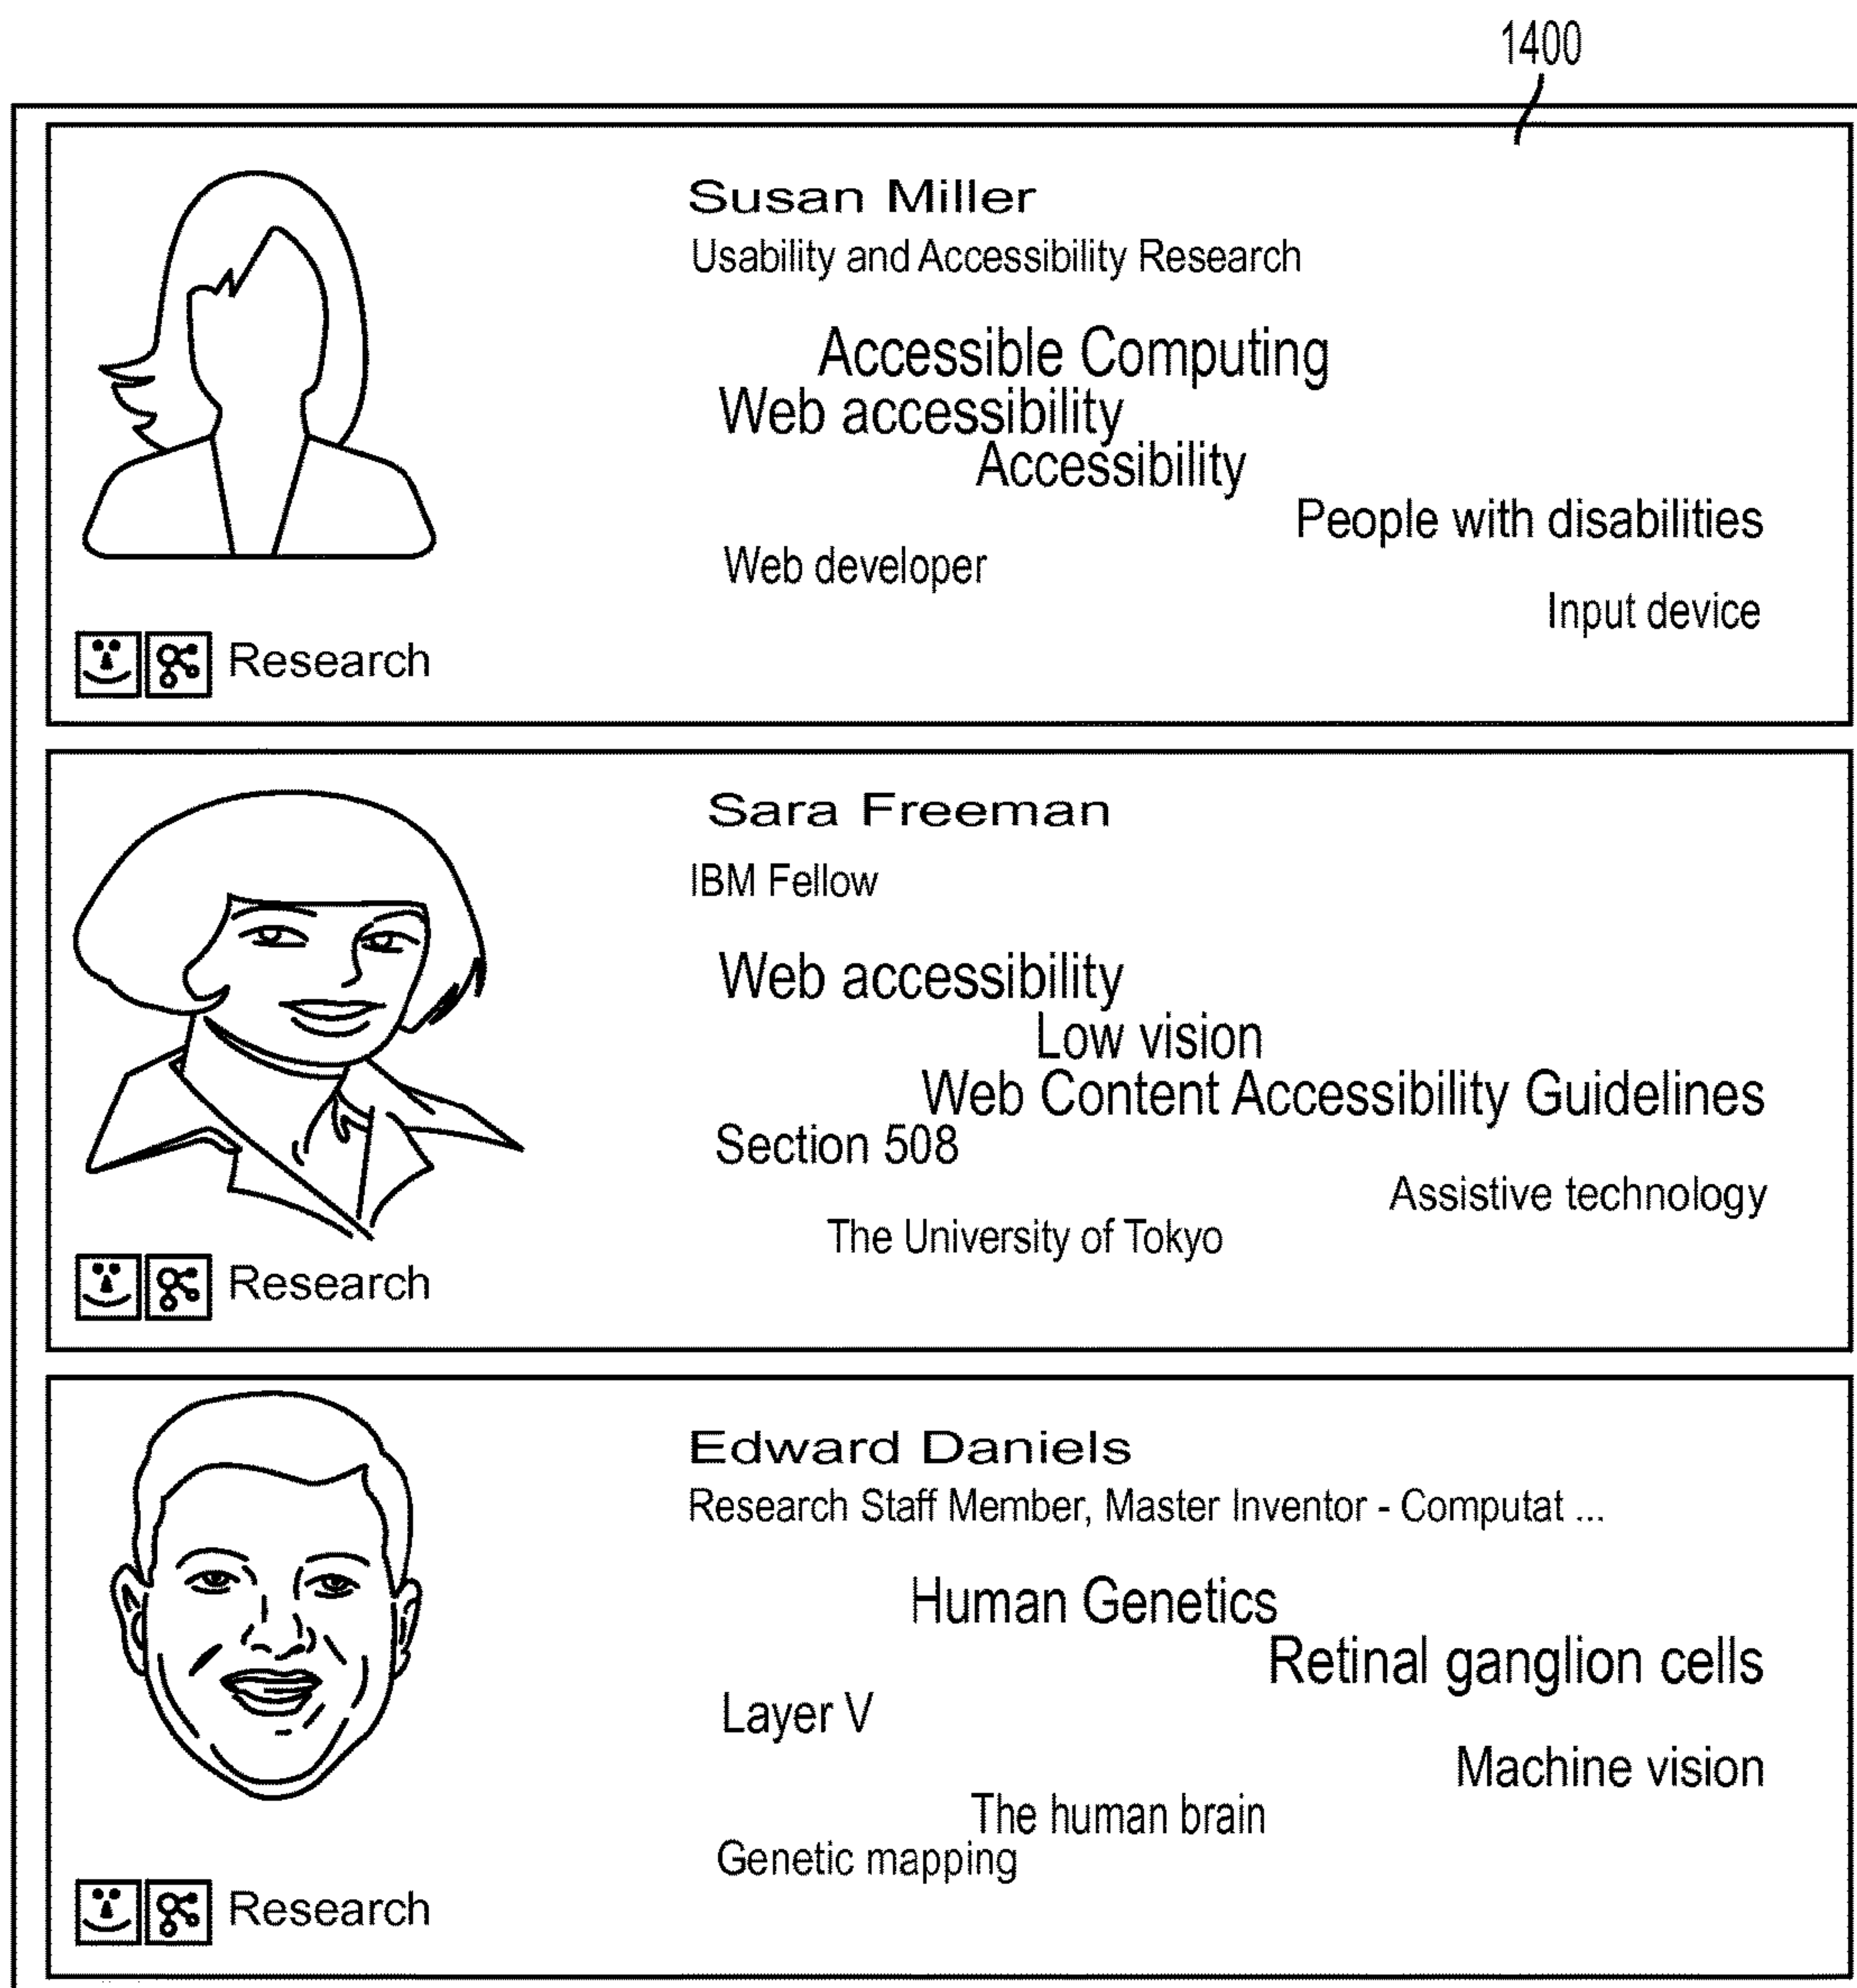 1400
Susan Miller
Usability and Accessibility Research
Accessible Computing
Web accessibility
Accessibility
People with disabilities
Web developer
Input device
Research
Sara Freeman
IBM Fellow
Web accessibility
Low vision
Web Content Accessibility Guidelines
Section 508
Assistive technology
The University of Tokyo
Research
Edward Daniels
Research Staff Member, Master Inventor - Computat ...
Human Genetics
Retinal ganglion cells
Layer V
Machine vision
The human brain
Genetic mapping
Research